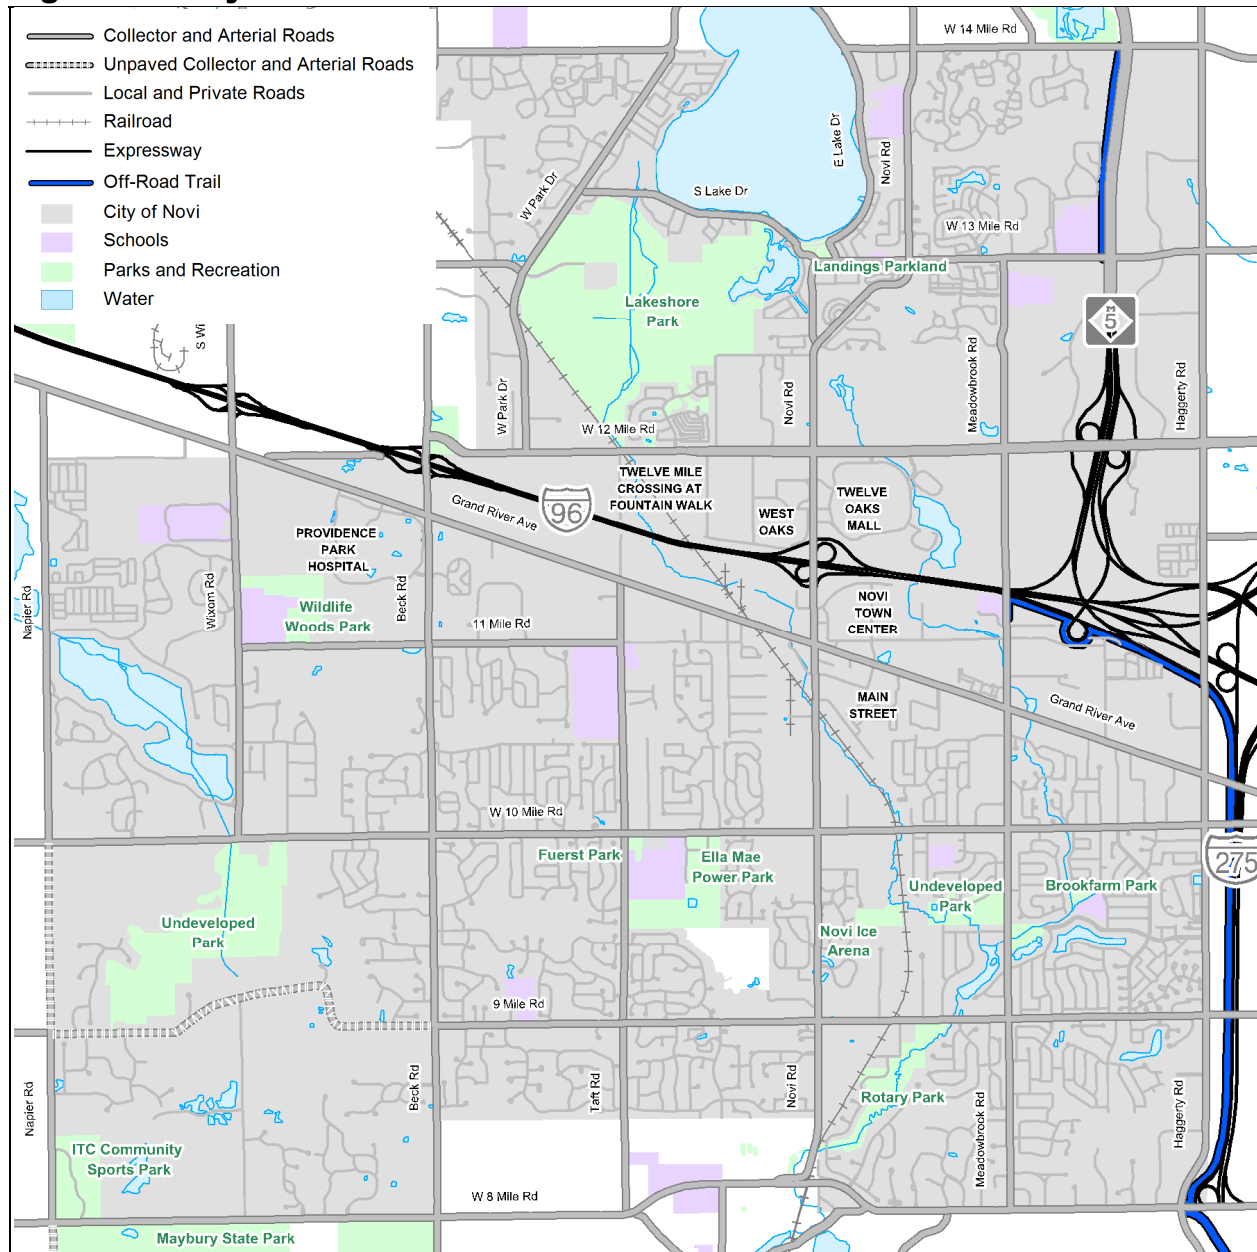 Collector and Arterial Roads
Unpaved Collector and Arterial Roads
Local and Private Roads
Railroad
Expressway
Off-Road Trail
City of Novi
Schools
Parks and Recreation
Water
W 14 Mile Rd
E Lake Dr
Novi Rd
W Park Dr
S Lake Dr
W 13 Mile Rd
Landings Parkland
Lakeshore
Park
M
5
S Wi
W Park Dr
Novi Rd
Meadowbrook Rd
Haggerty Rd
W 12 Mile Rd
TWELVE MILE
CROSSING AT
FOUNTAIN WALK
TWELVE
OAKS
MALL
WEST
OAKS
96
Grand River Ave
PROVIDENCE
PARK
HOSPITAL
Napier Rd
Wixom Rd
Beck Rd
Wildlife
Woods Park
11 Mile Rd
NOVI
TOWN
CENTER
MAIN
STREET
Grand River Ave
W 10 Mile Rd
Fuerst Park
Ella Mae
Power Park
Undeveloped
Park
Brookfarm Park
275
Undeveloped
Park
Novi Ice
Arena
9 Mile Rd
Napier Rd
Beck Rd
Taft Rd
Novi Rd
Rotary Park
Meadowbrook Rd
Haggerty Rd
ITC Community
Sports Park
W 8 Mile Rd
Maybury State Park